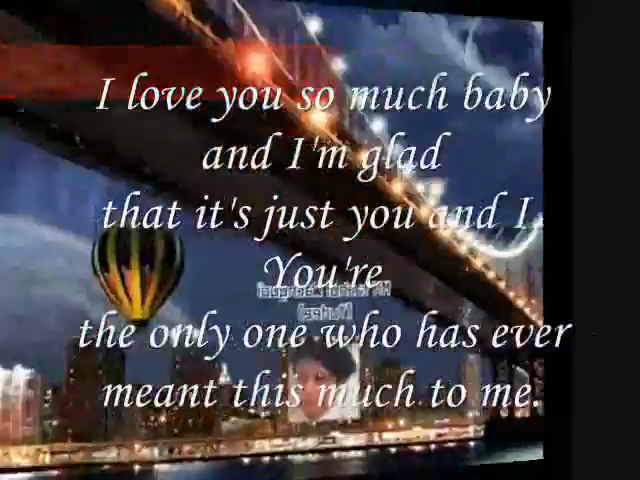 I love you so much baby
and I'm glad
that it's just you and I.
You're
the only one who has ever
meant this much to me.